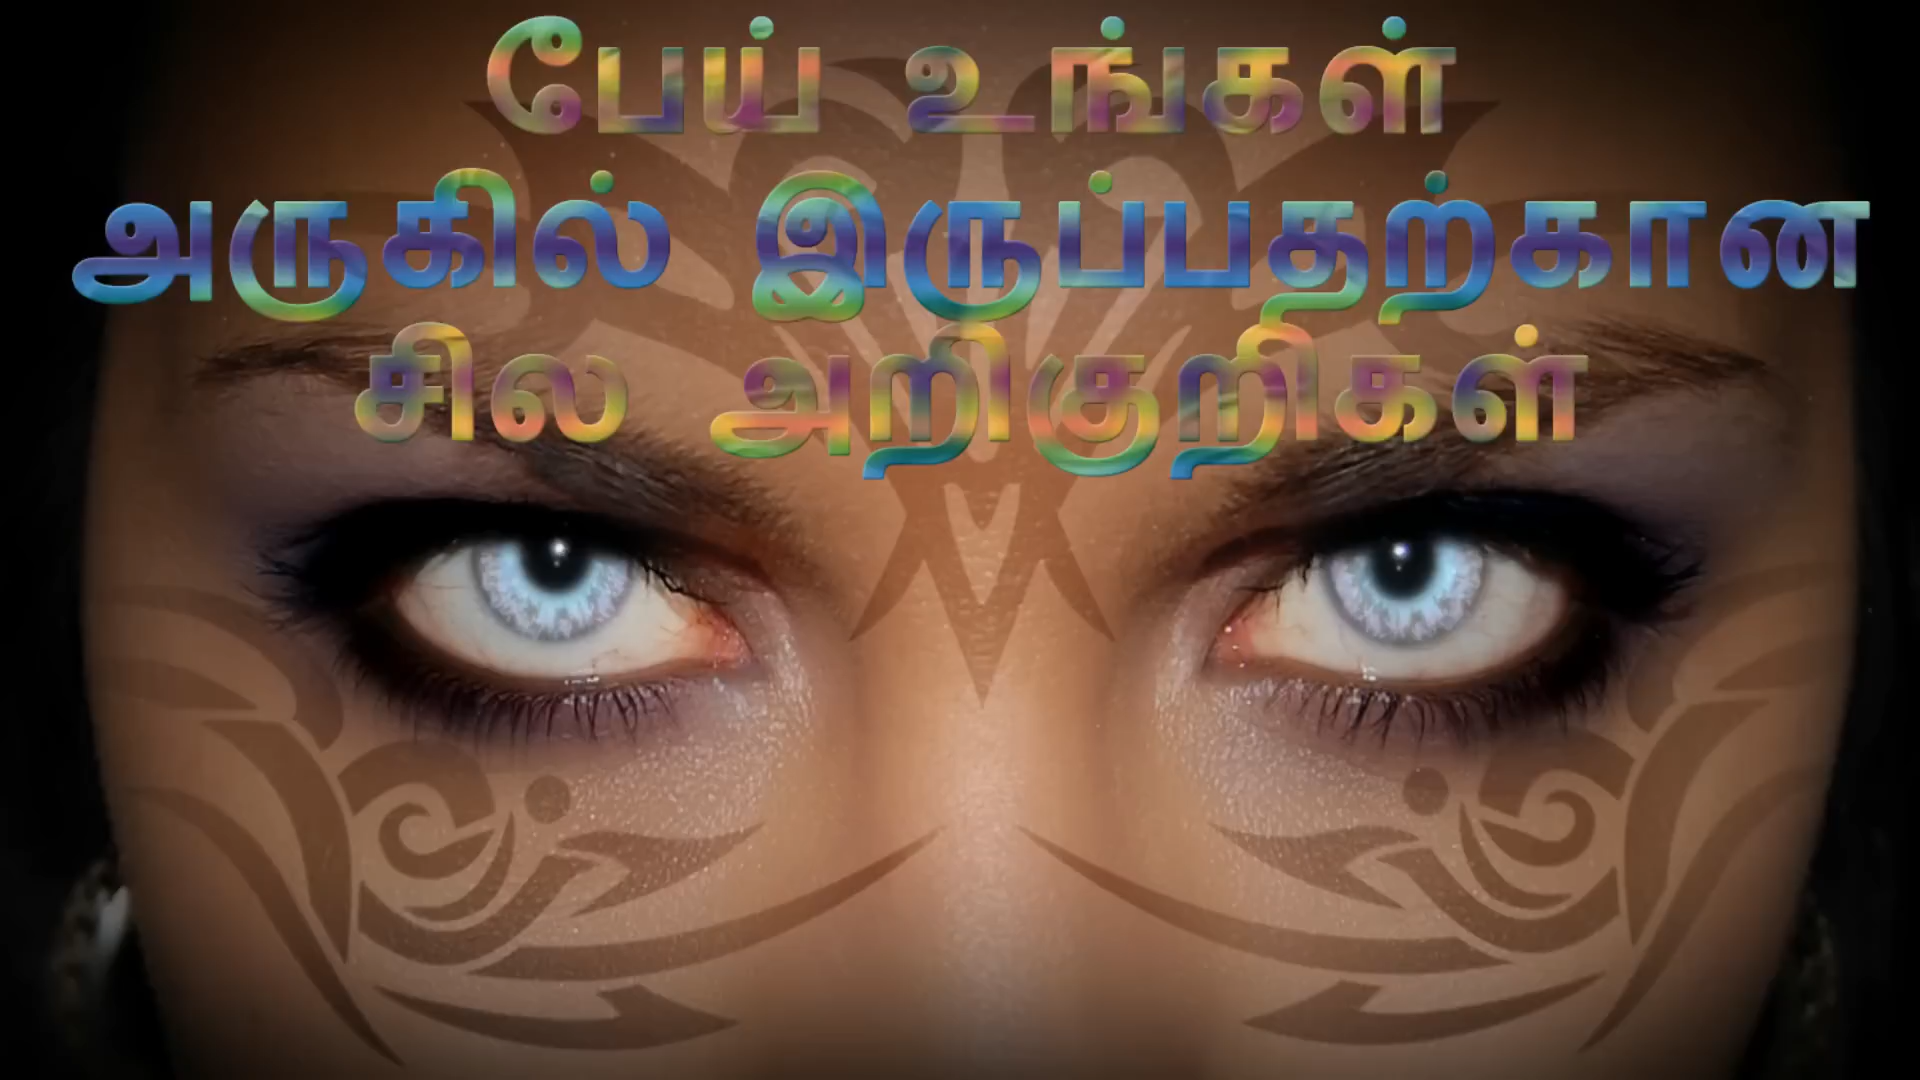 பேய் உங்கள்
அருகில் இருப்பதற்கான
சில அறிகுறிகள்